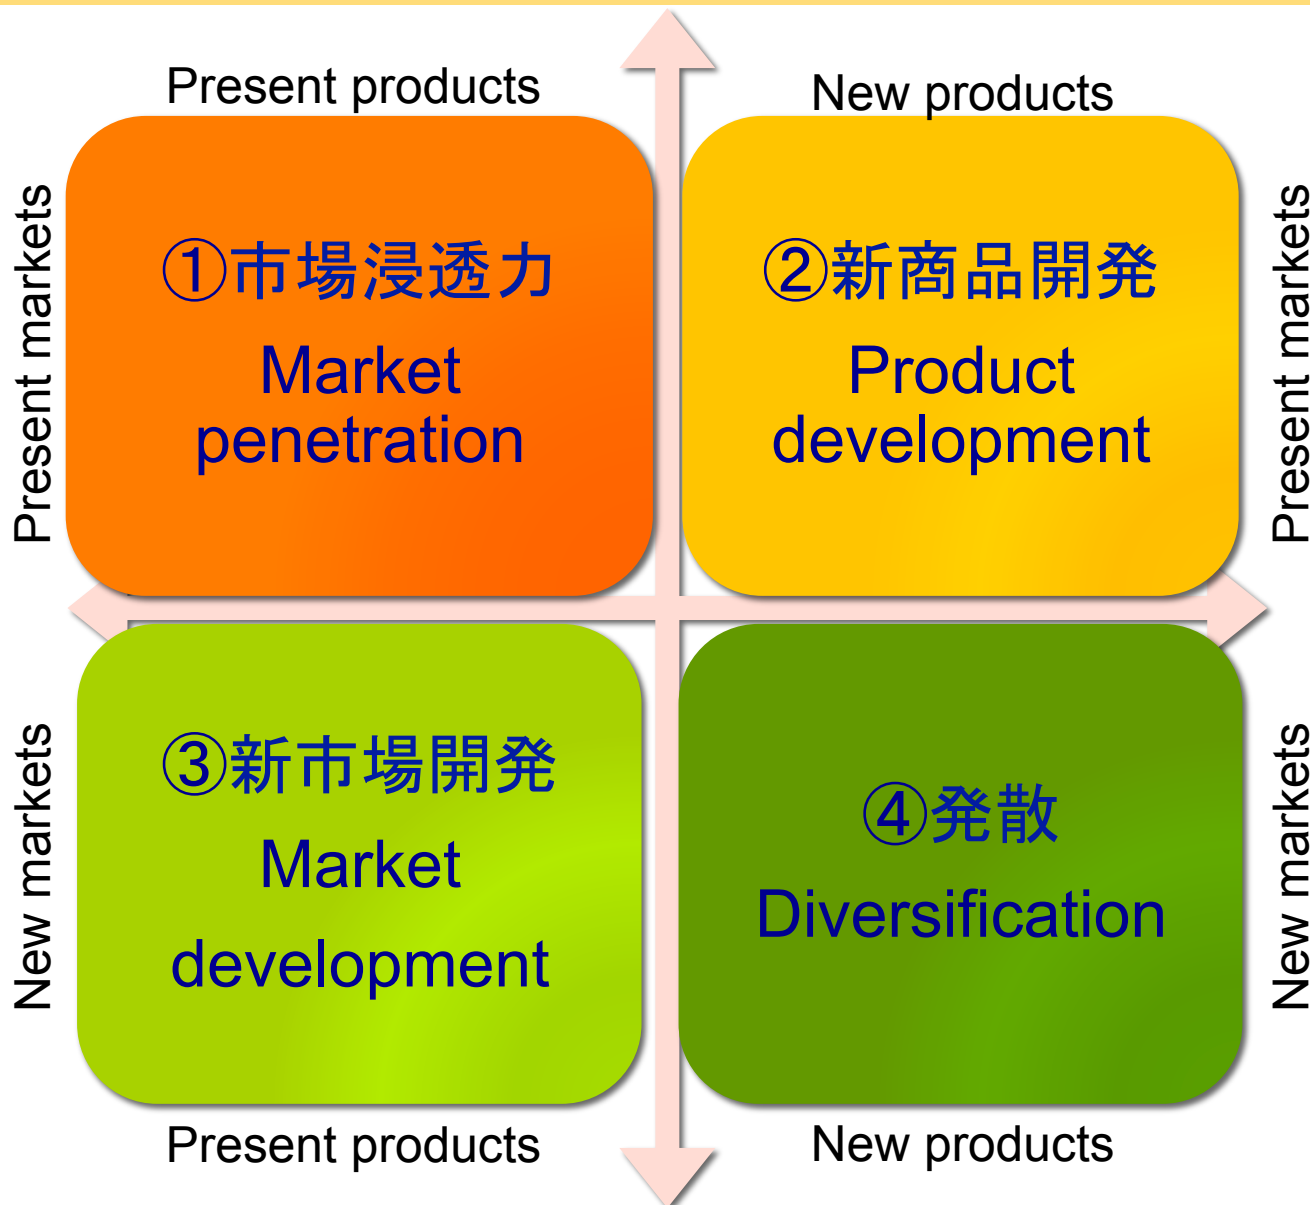 Present products
New products
Present markets
①市場浸透力
Market
penetration
②新商品開発
Product
development
Present markets
New markets
③新市場開発
Market
development
④発散
Diversification
New markets
Present products
New products